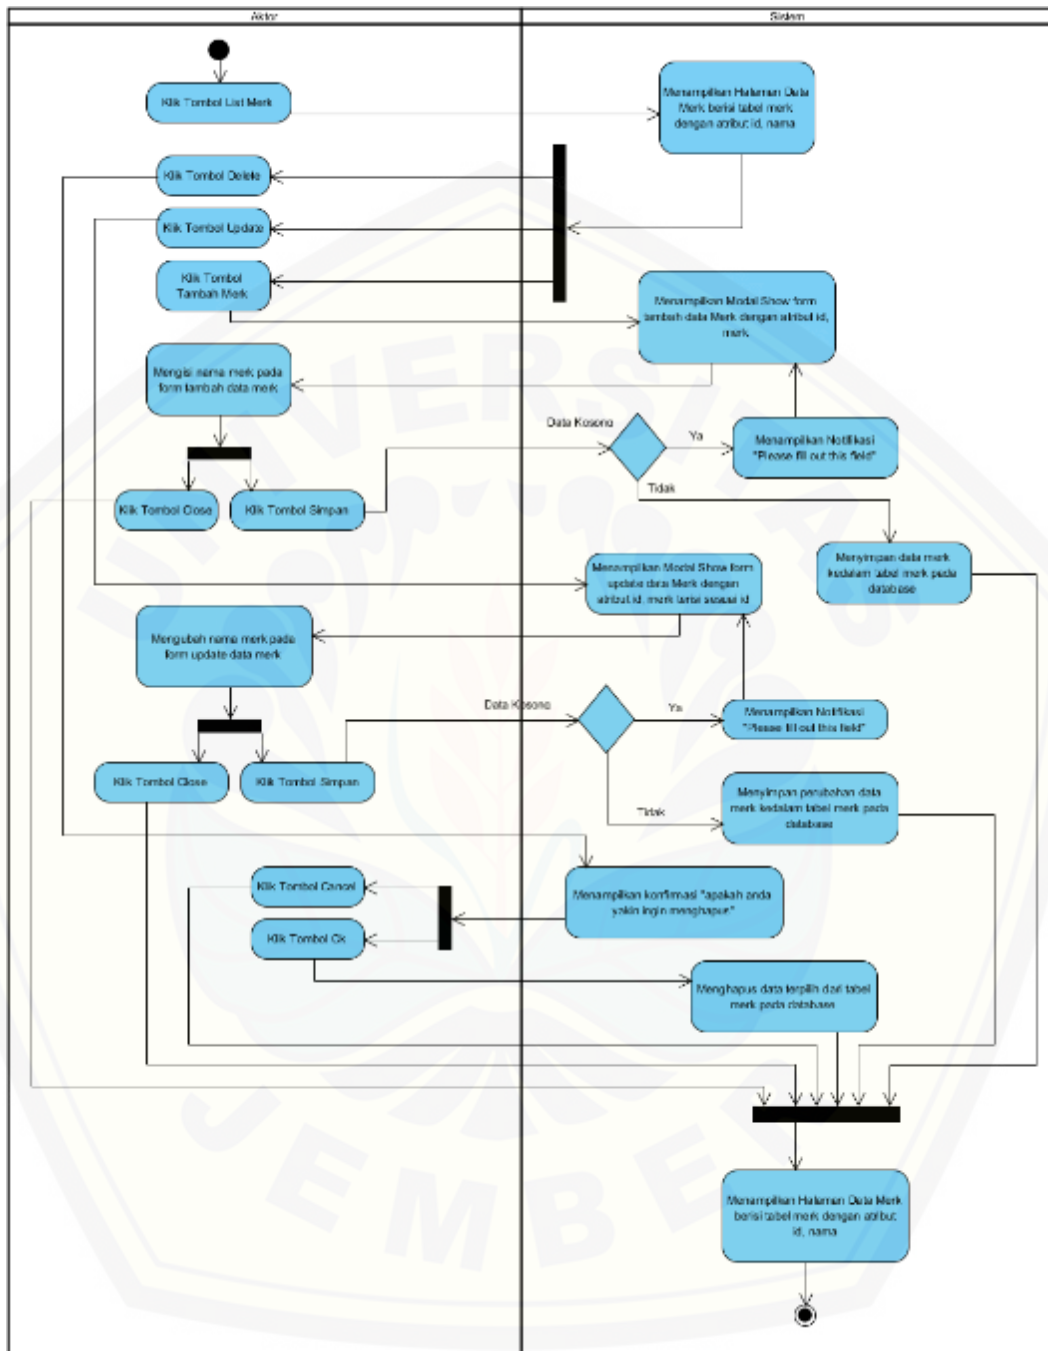 Aktor
Sistem
Klik Tombol List Merk
Menampilkan Halaman Data
Merk berisi tabel merk
dengan atribut id, nama
Klik Tombol Delete
Klik Tombol Update
Klik Tombol
Tambah Merk
Menampilkan Modal Show form
tambah data Merk dengan atribut id,
merk
Mengisi nama merk pada
form tambah data merk
Data Kosong
Ya
Menampilkan Notifikasi
"Please fill out this field"
Tidak
Klik Tombol Close
Klik Tombol Simpan
Menyimpan data merk
kedalam tabel merk pada
database
Menampilkan Modal Show form
update data Merk dengan
atribut id, merk terisi sesuai id
Mengubah nama merk pada
form update data merk
Data Kosong
Ya
Menampilkan Notifikasi
"Please fill out this field"
Klik Tombol Close
Klik Tombol Simpan
Tidak
Menyimpan perubahan data
merk kedalam tabel merk pada
database
Klik Tombol Cancel
Menampilkan konfirmasi "apakah anda
yakin ingin menghapus"
Klik Tombol Ok
Menghapus data terpilih dari tabel
merk pada database
Menampilkan Halaman Data Merk
berisi tabel merk dengan atribut
id, nama
UNIVERSITAS
JEMBER